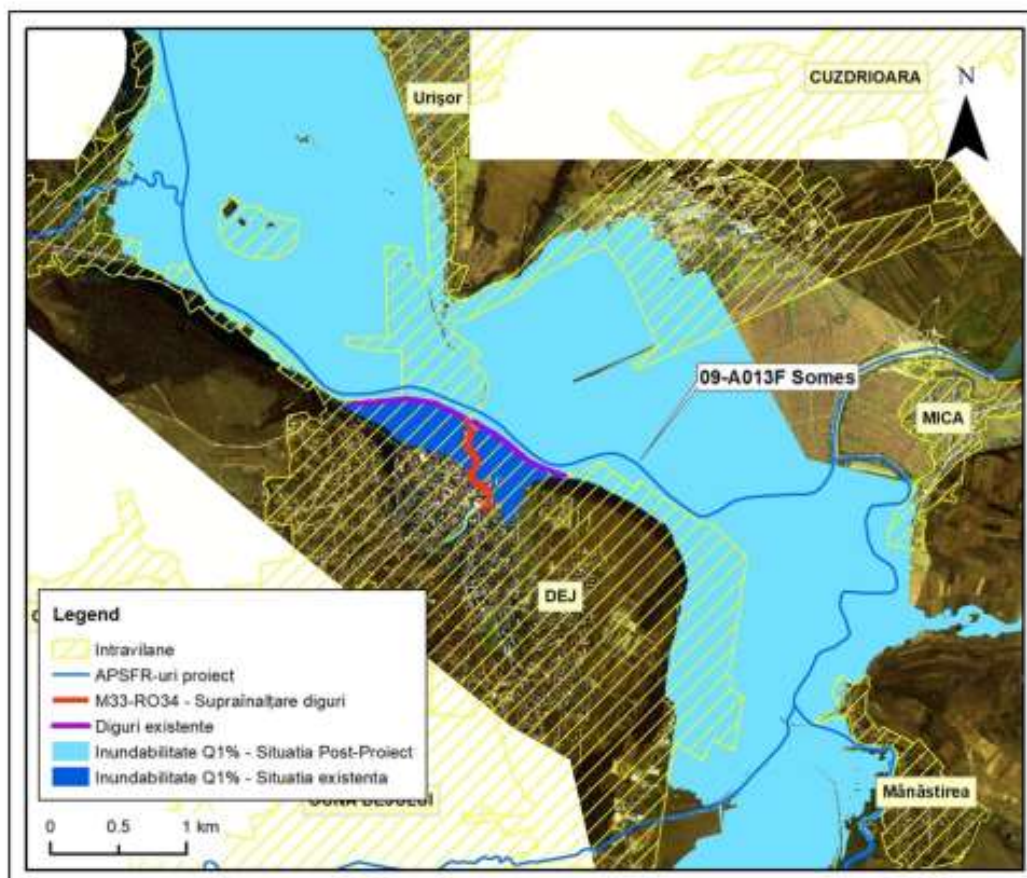 CUZDRIOARA
N
Urişor
09-A013F Somes
MICA
DEJ
Mănăstirea
Legend
Intravilane
APSFR-uri proiect
M33-RO34 - Supraînalţare diguri
Diguri existente
Inundabilitate Q1% - Situatia Post-Proiect
Inundabilitate Q1% - Situatia existenta
0 0.5 1 km